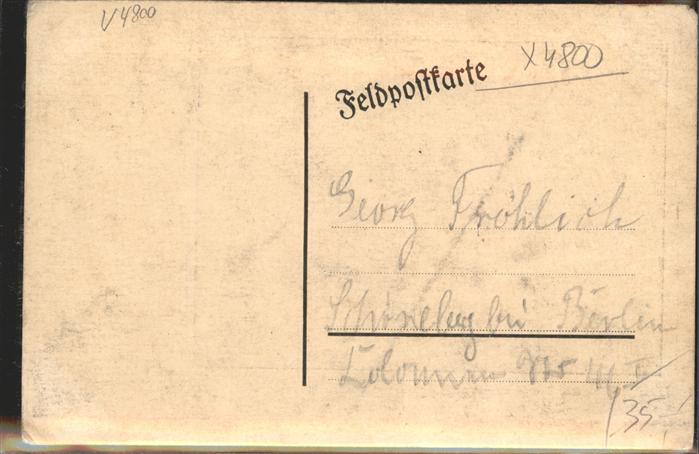 V4800
X4800
Feldpostkarte
Georg Fröhlich
Schöneberg bei Berlin
35